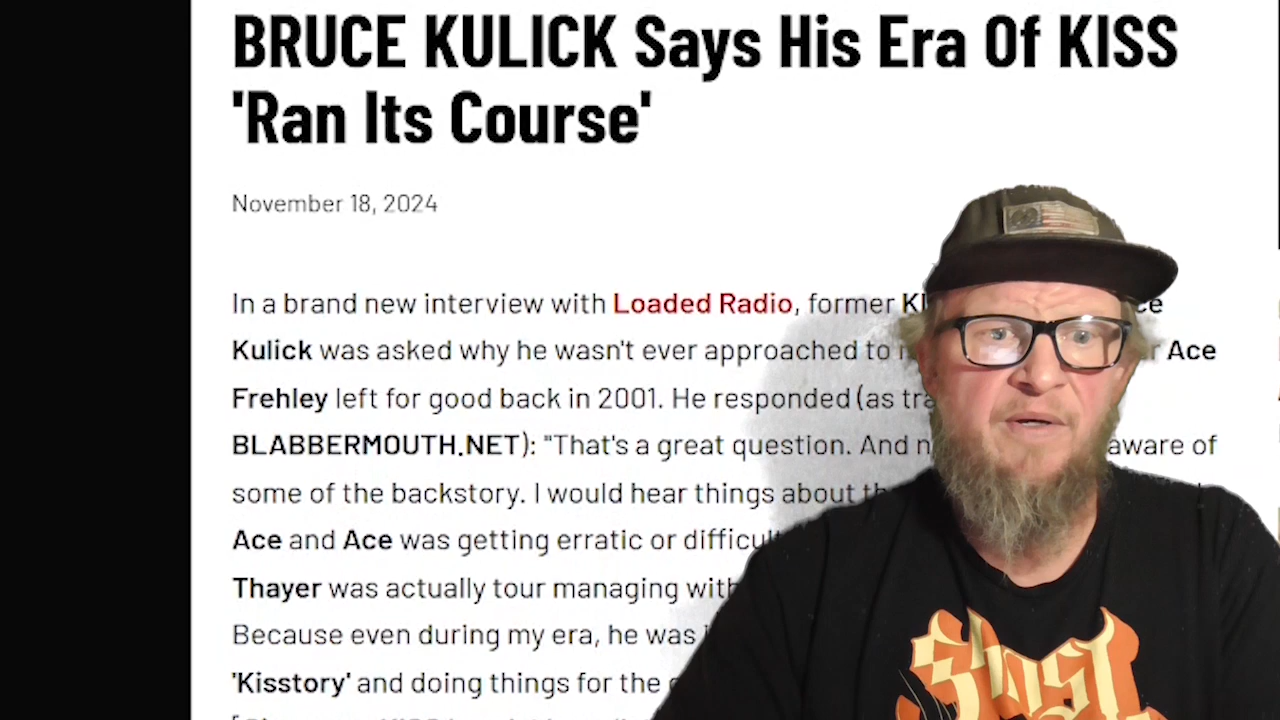 BRUCE KULICK Says His Era Of KISS
'Ran Its Course'
November 18, 2024
In a brand new interview with Loaded Radio, former
Kulick was asked why he wasn't ever approached to Ace
Frehley left for good back in 2001. He responded (as
BLABBERMOUTH.NET): "That's a great question. And aware of
some of the backstory. I would hear things about
Ace and Ace was getting erratic or
Thayer was actually tour managing
Because even during my era, he was
'Kisstory' and doing things for the
Ghost